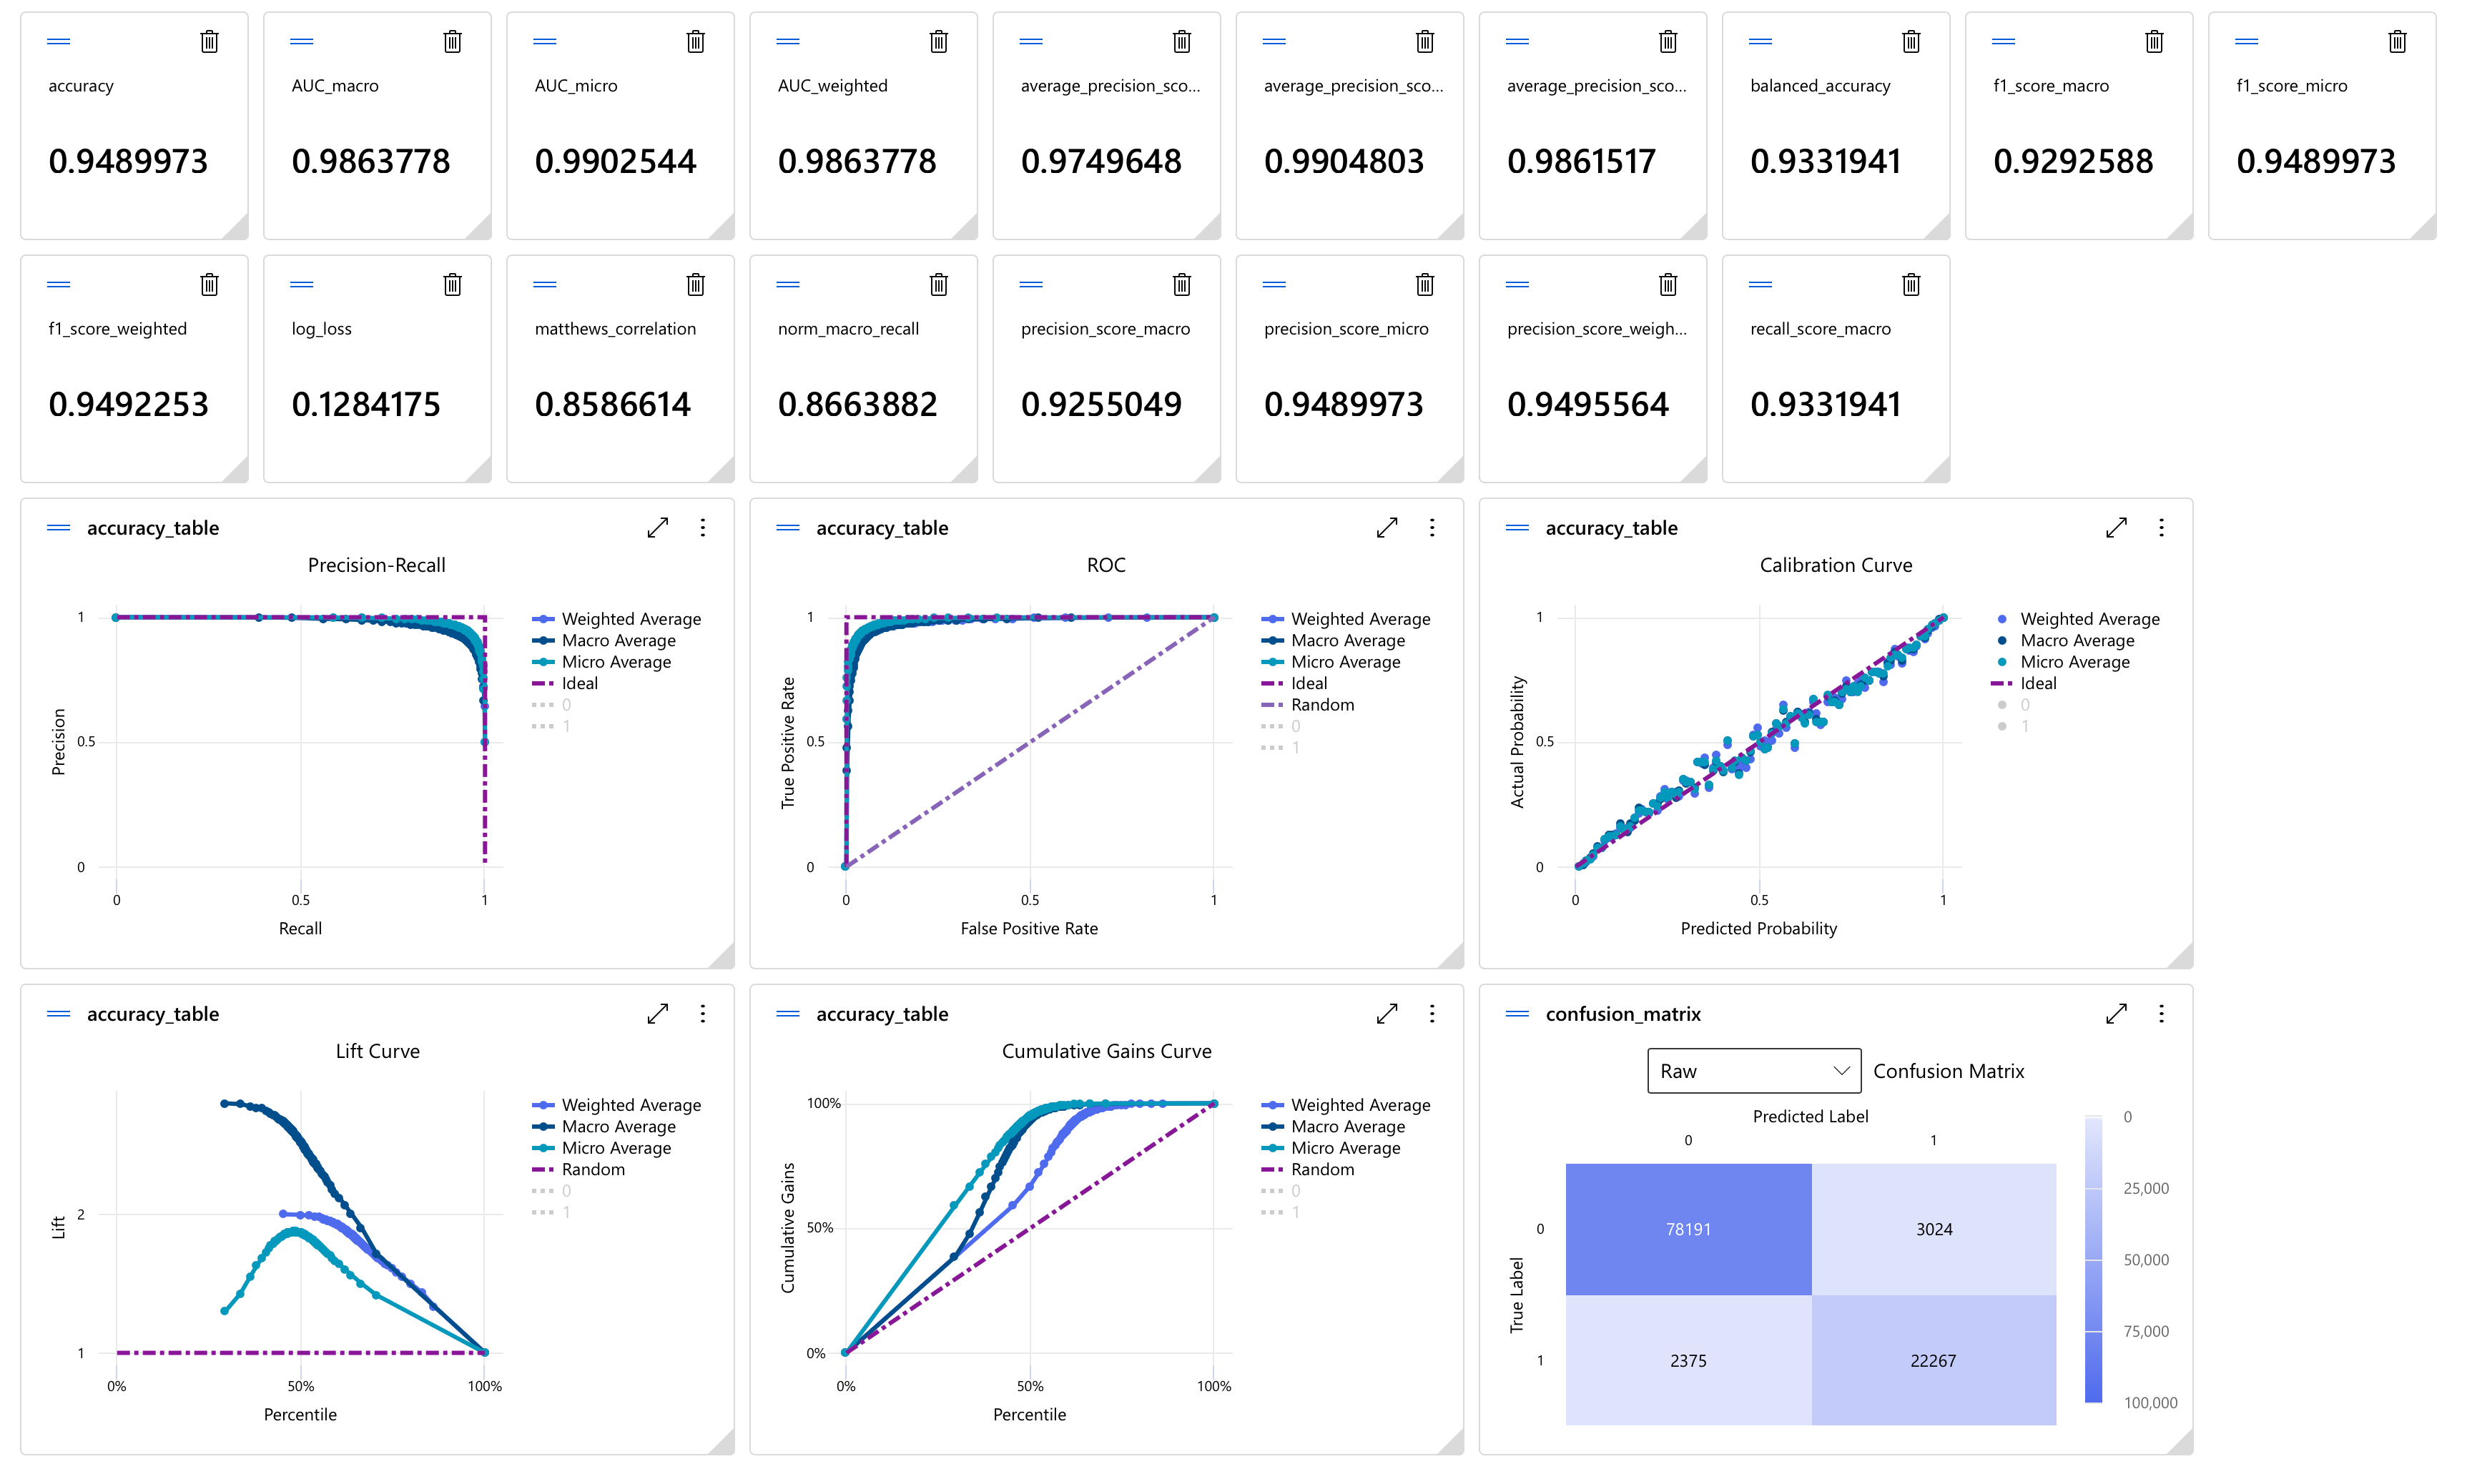 accuracy
0.9489973
AUC_macro
0.9863778
AUC_micro
0.9902544
AUC_weighted
0.9863778
average_precision_sco...
0.9749648
average_precision_sco...
0.9904803
average_precision_sco...
0.9861517
balanced_accuracy
0.9331941
f1_score_macro
0.9292588
f1_score_micro
0.9489973
f1_score_weighted
0.9492253
log_loss
0.1284175
matthews_correlation
0.8586614
norm_macro_recall
0.8663882
precision_score_macro
0.9255049
precision_score_micro
0.9489973
precision_score_weigh...
0.9495564
recall_score_macro
0.9331941
accuracy_table
Precision-Recall
1
0.5
0
Precision
0
0.5
1
Recall
Weighted Average
Macro Average
Micro Average
Ideal
0
1
accuracy_table
ROC
1
0.5
0
True Positive Rate
0
0.5
1
False Positive Rate
Weighted Average
Macro Average
Micro Average
Ideal
Random
0
1
accuracy_table
Calibration Curve
1
0.5
0
Actual Probability
0
0.5
1
Predicted Probability
Weighted Average
Macro Average
Micro Average
Ideal
0
1
accuracy_table
Lift Curve
2
1
Lift
0%
50%
100%
Percentile
Weighted Average
Macro Average
Micro Average
Random
0
1
accuracy_table
Cumulative Gains Curve
100%
50%
0%
Cumulative Gains
0%
50%
100%
Percentile
Weighted Average
Macro Average
Micro Average
Random
0
1
confusion_matrix
Raw
Confusion Matrix
Predicted Label
0
1
True Label
0
78191
3024
1
2375
22267
0
25,000
50,000
75,000
100,000